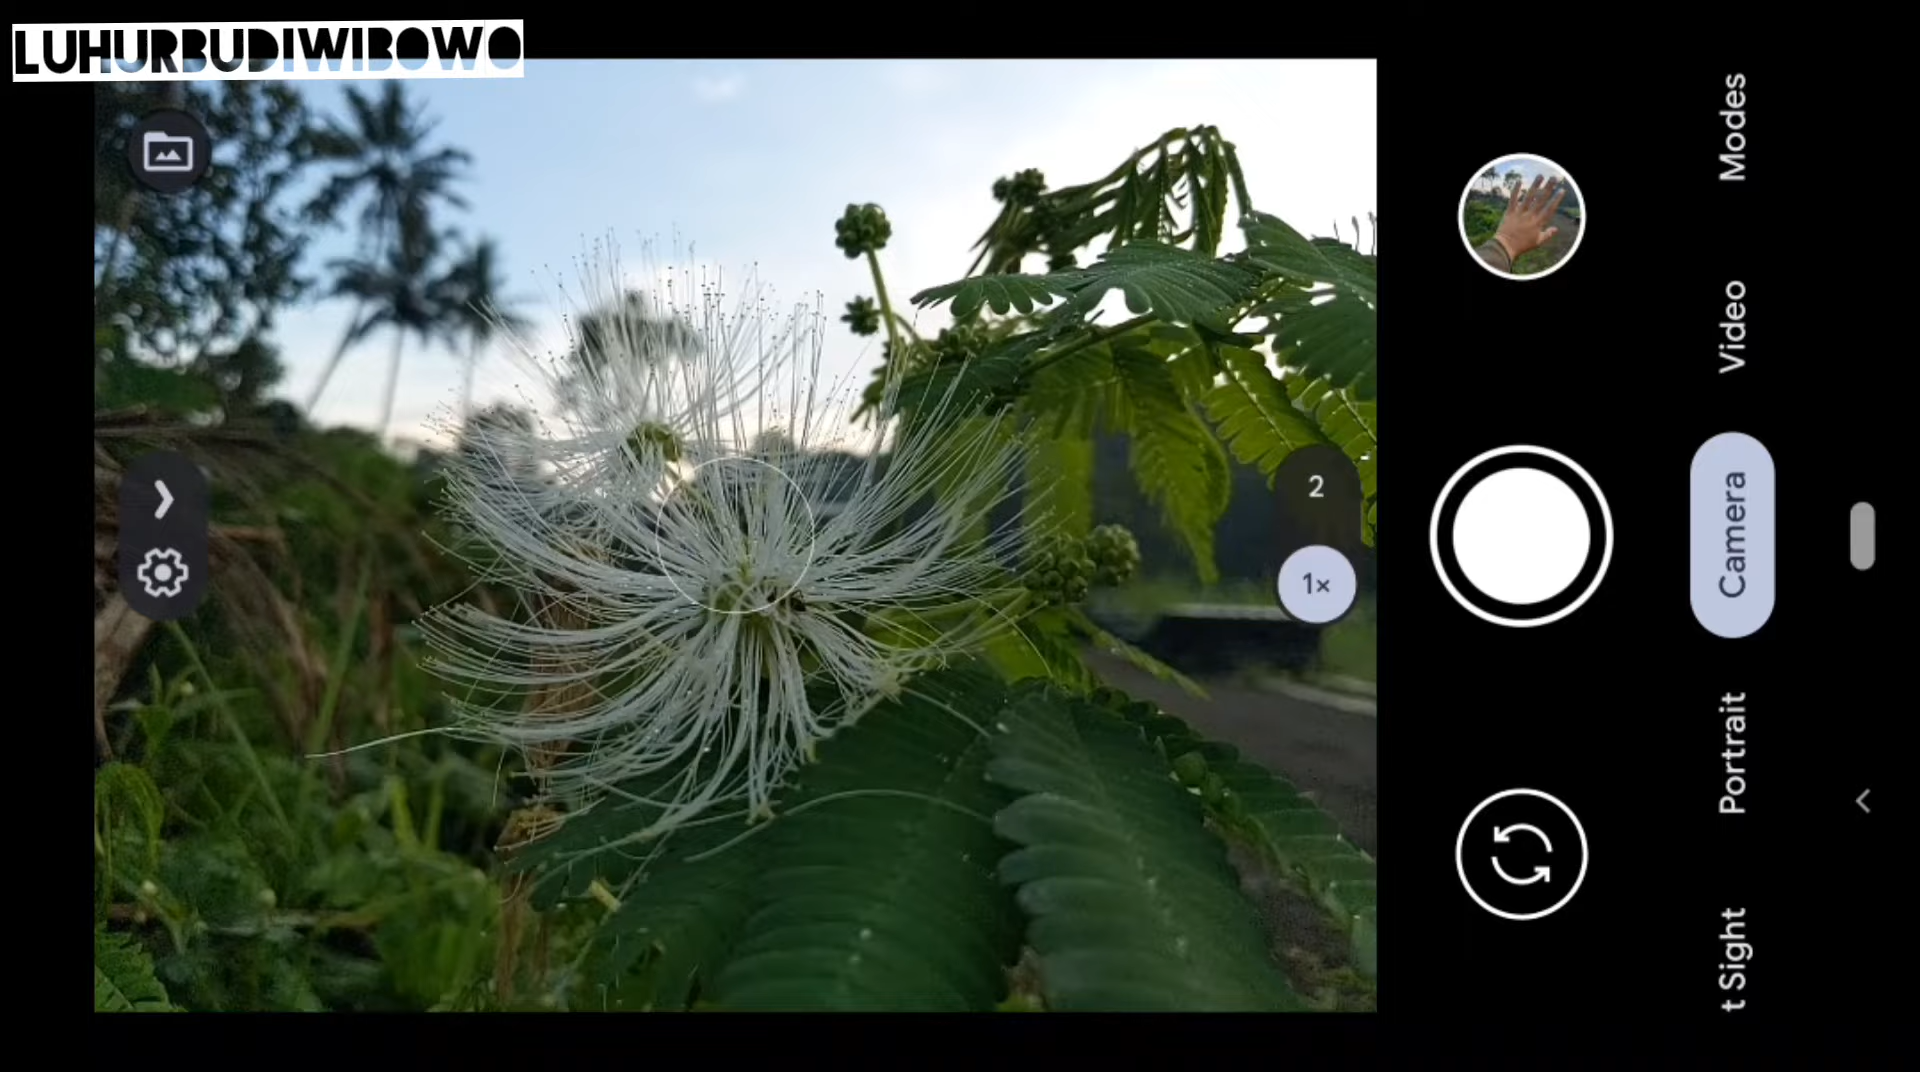 LUHURBUDIWIBOWO
Modes
Video
2
1×
Camera
Portrait
t Sight